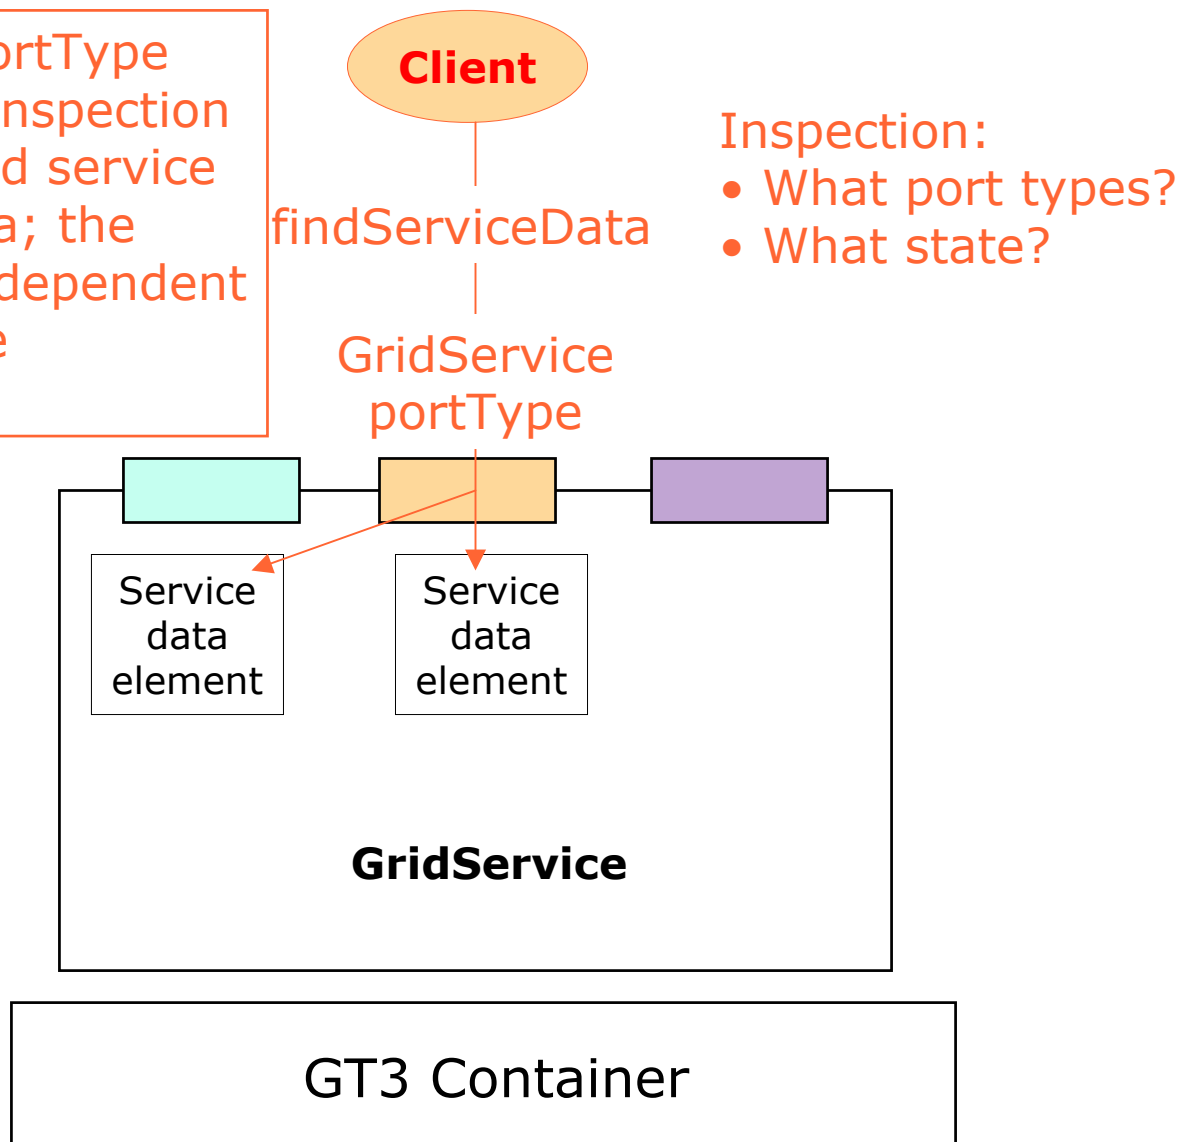 ortType
nspection
d service
a; the
dependent
e
Client
findServiceData
GridService
portType
Inspection:
• What port types?
• What state?
Service
data
element
Service
data
element
GridService
GT3 Container